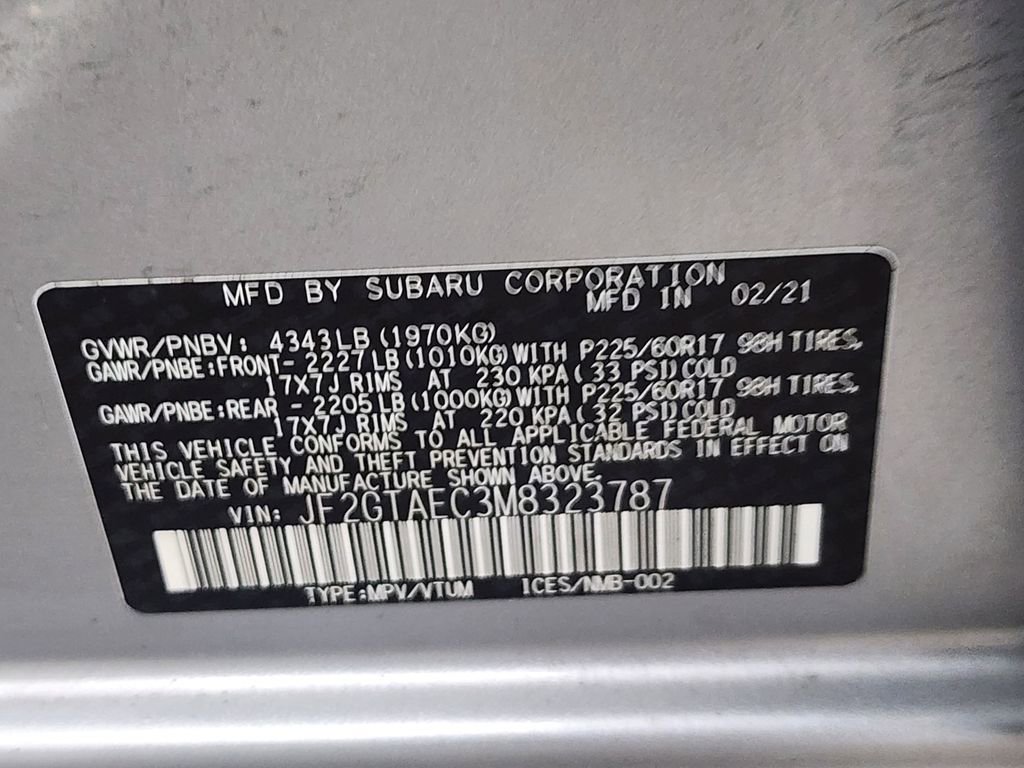 MFD BY SUBARU CORPORATION
MFD IN 02/21
GVWR/PNBV: 4343LB (1970KG)
GAWR/PNBE:FRONT- 2227LB (1010KG) WITH P225/60R17 98H TIRES,
17X7J RIMS AT 230 KPA ( 33 PSI) COLD
GAWR/PNBE:REAR - 2205LB (1000KG) WITH P225/60R17 98H TIRES,
17X7J RIMS AT 220 KPA ( 32 PSI) COLD
THIS VEHICLE CONFORMS TO ALL APPLICABLE FEDERAL MOTOR
VEHICLE SAFETY AND THEFT PREVENTION STANDARDS IN EFFECT ON
THE DATE OF MANUFACTURE SHOWN ABOVE.
VIN: JF2GTAEC3M8323787
TYPE:MPV/VTUM ICES/NMB-002